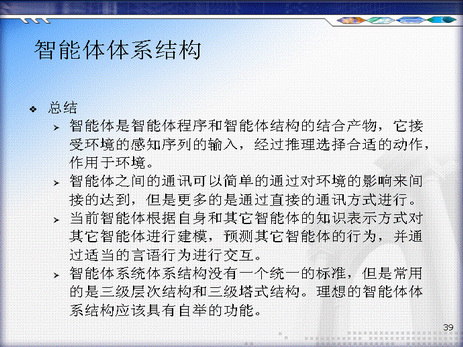 智能体体系结构
总结
智能体是智能体程序和智能体结构的结合产物，它接
受环境的感知序列的输入，经过推理选择合适的动作，
作用于环境。
智能体之间的通讯可以简单的通过对环境的影响来间
接的达到，但是更多的是通过直接的通讯方式进行。
当前智能体根据自身和其它智能体的知识表示方式对
其它智能体进行建模，预测其它智能体的行为，并通
过适当的言语行为进行交互。
智能体系统体系结构没有一个统一的标准，但是常用
的是三级层次结构和三级塔式结构。理想的智能体体
系结构应该具有自举的功能。
39